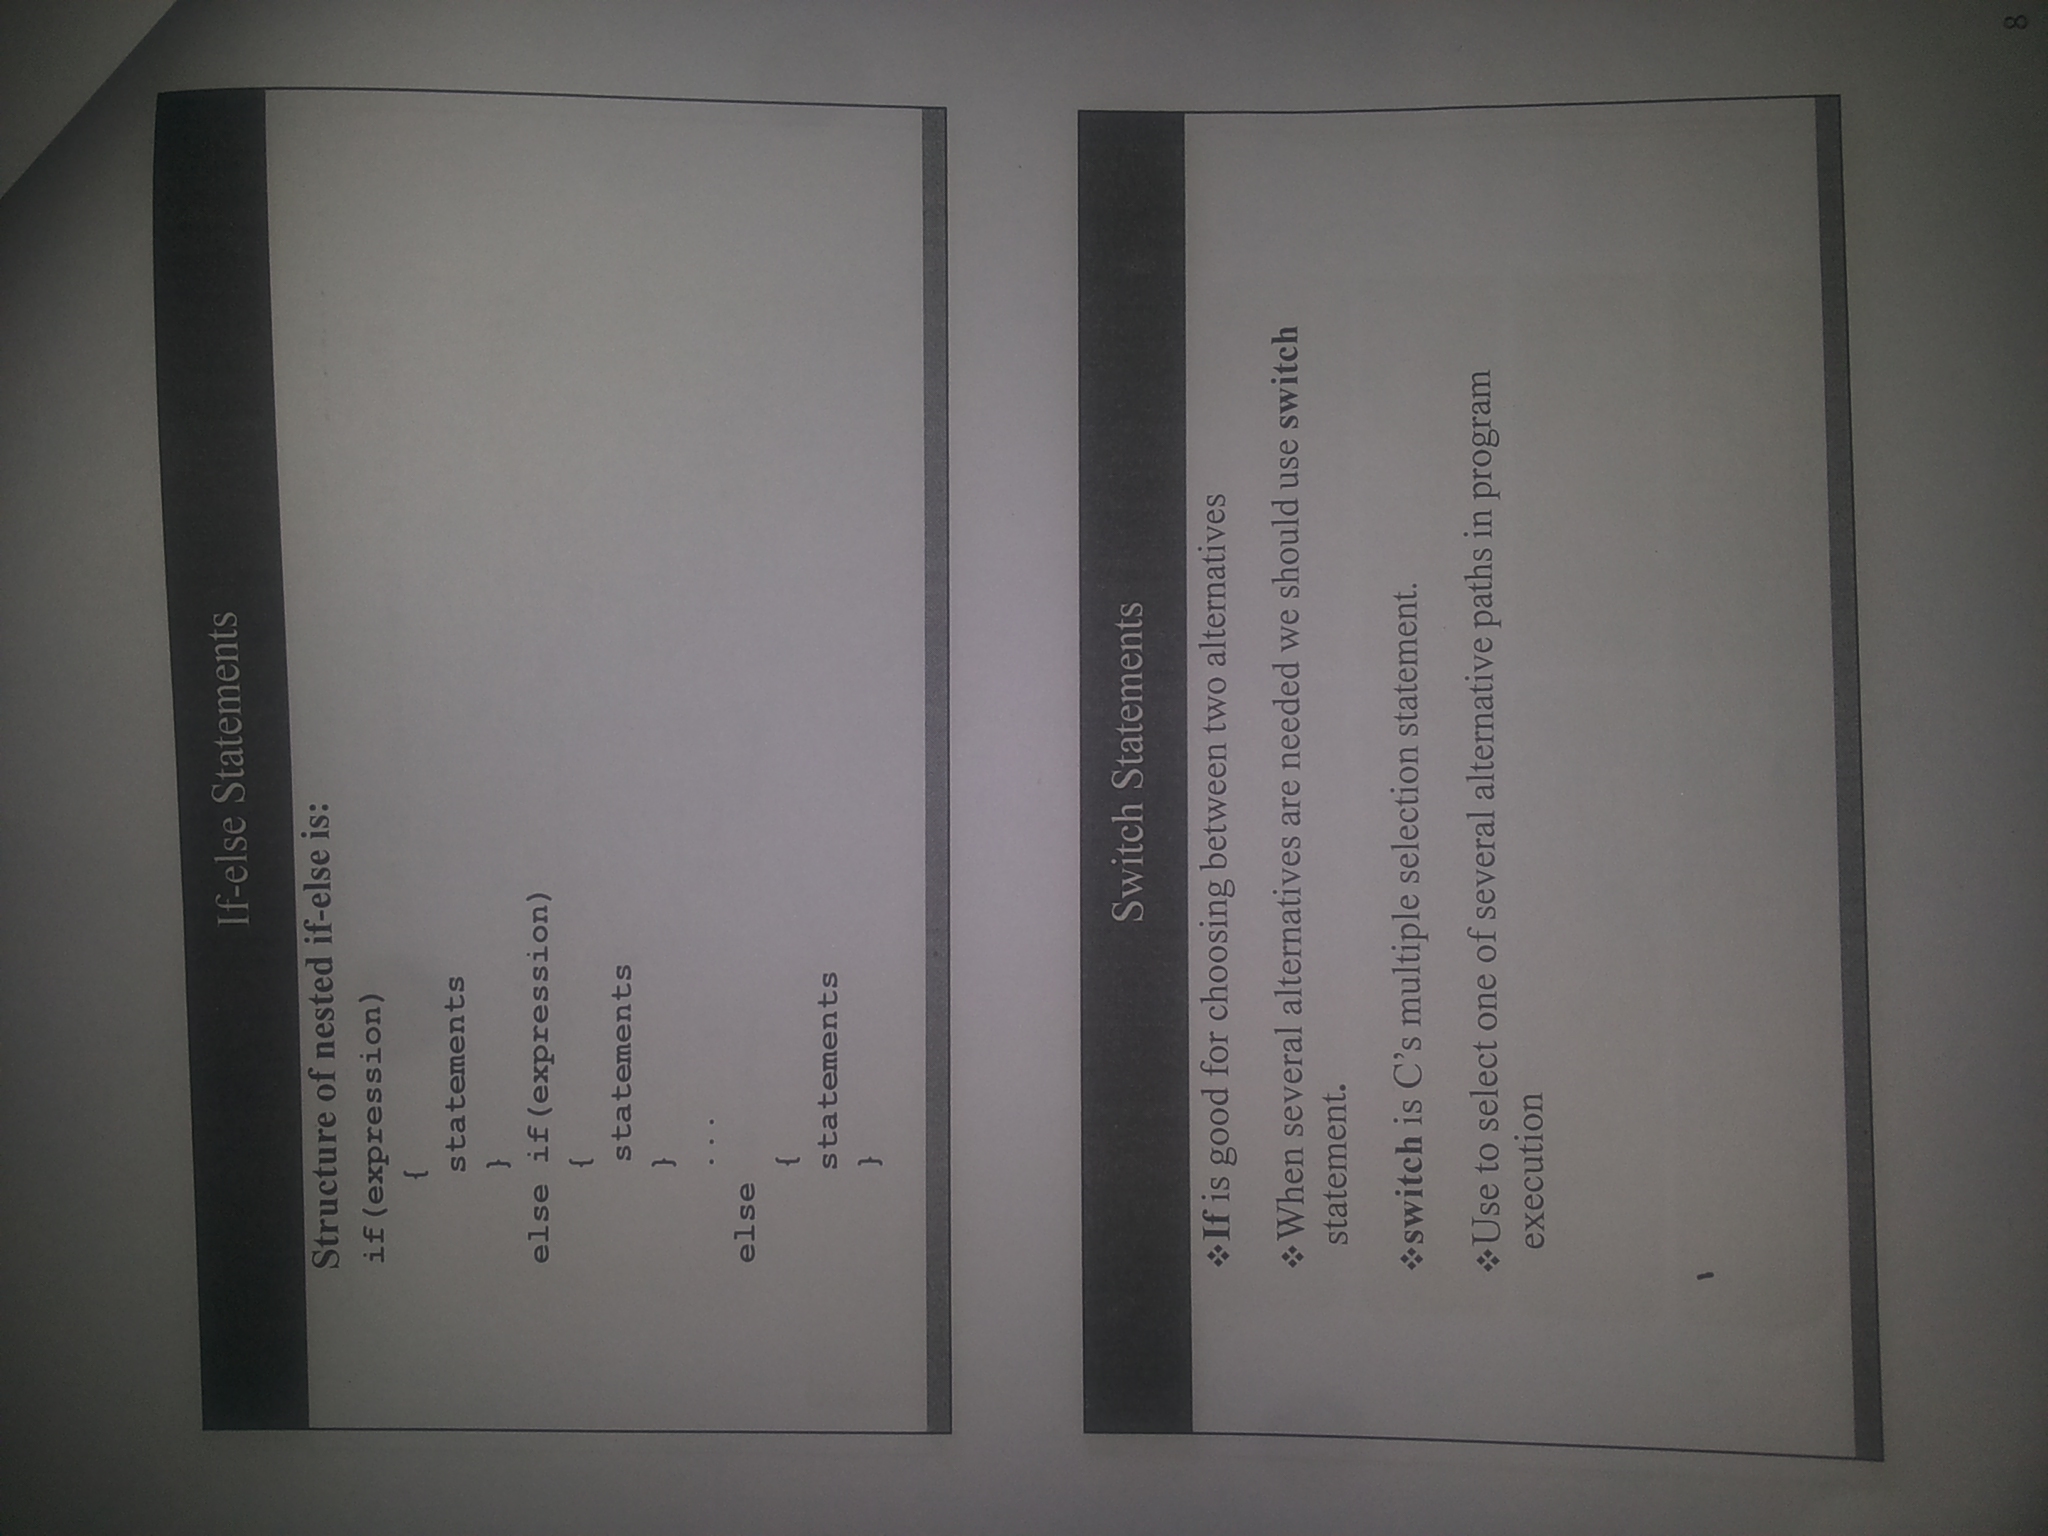 If-else Statements
Structure of nested if-else is:
if(expression)
{
statements
}
else if(expression)
{
statements
}
...
else
{
statements
}
Switch Statements
❖If is good for choosing between two alternatives
❖When several alternatives are needed we should use switch
statement.
❖switch is C's multiple selection statement.
❖Use to select one of several alternative paths in program
execution
8